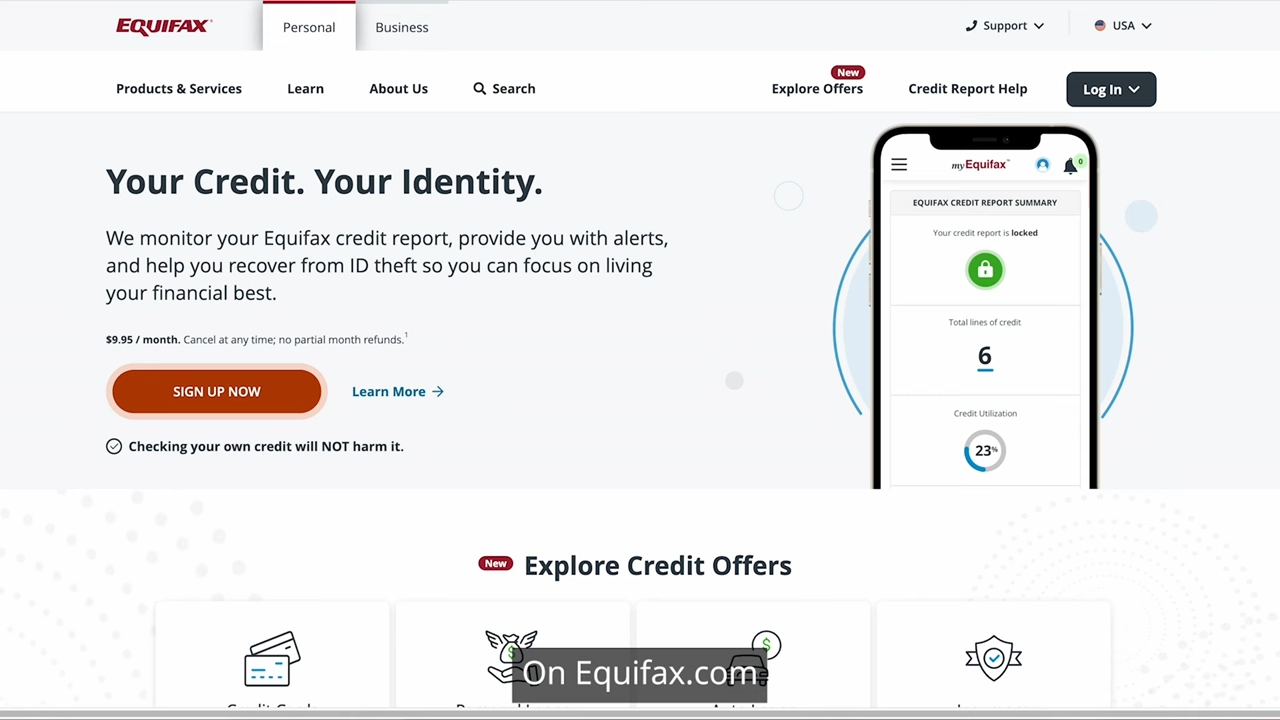 EQUIFAX
Personal
Business
Support
USA
Products & Services
Learn
About Us
Search
New
Explore Offers
Credit Report Help
Log In
Your Credit. Your Identity.
We monitor your Equifax credit report, provide you with alerts,
and help you recover from ID theft so you can focus on living
your financial best.
$9.95 / month. Cancel at any time; no partial month refunds.1
SIGN UP NOW
Learn More
Checking your own credit will NOT harm it.
myEquifax™
0
EQUIFAX CREDIT REPORT SUMMARY
Your credit report is locked
Total lines of credit
6
Credit Utilization
23%
New
Explore Credit Offers
On Equifax.com